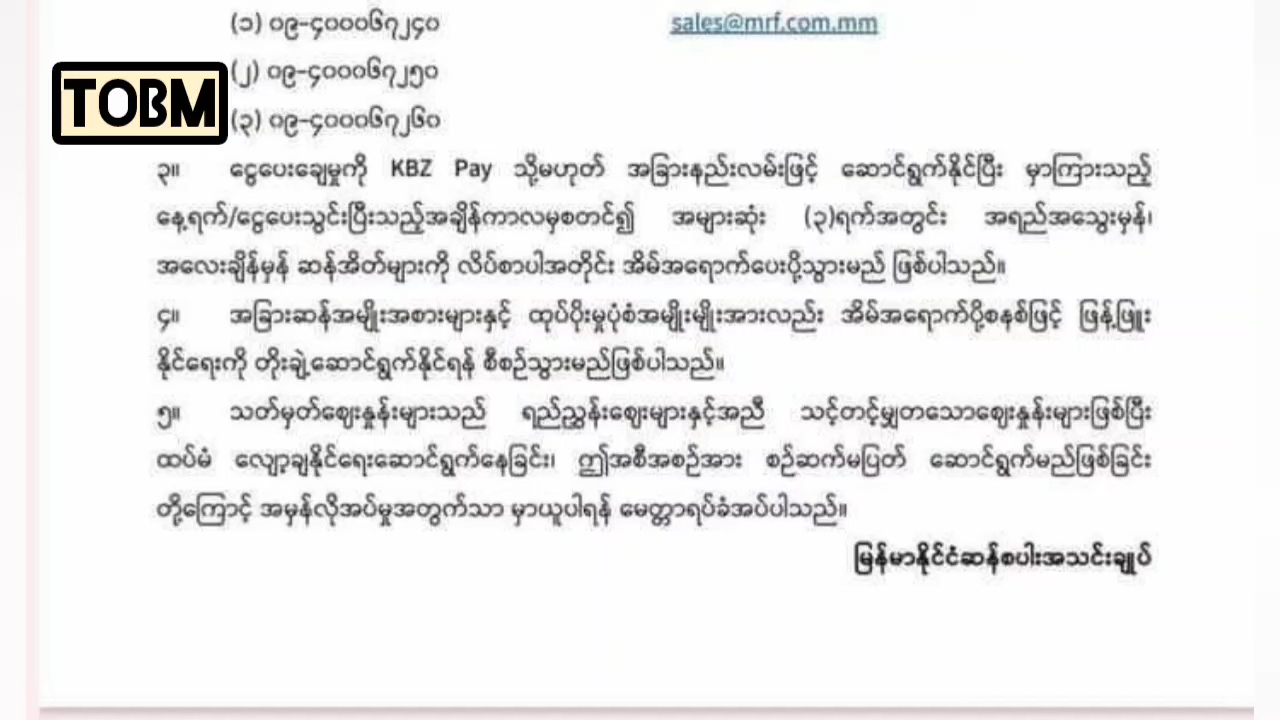 (၁) ၀၉-၄၀၀၀၆၇၂၄၀ sales@mrf.com.mm
TOBM (၂) ၀၉-၄၀၀၀၆၇၂၅၀
(၃) ၀၉-၄၀၀၀၆၇၂၆၀
၃။ ငွေပေးချေမှုကို KBZ Pay သို့မဟုတ် အခြားနည်းလမ်းဖြင့် ဆောင်ရွက်နိုင်ပြီး မှာကြားသည့်
နေ့ရက်/ငွေပေးသွင်းပြီးသည့်အချိန်ကာလမှစတင်၍ အများဆုံး (၃)ရက်အတွင်း အရည်အသွေးမှန်၊
အလေးချိန်မှန် ဆန်အိတ်များကို လိပ်စာပါအတိုင်း အိမ်အရောက်ပေးပို့သွားမည် ဖြစ်ပါသည်။
၄။ အခြားဆန်အမျိုးအစားများနှင့် ထုပ်ပိုးမှုပုံစံအမျိုးမျိုးအားလည်း အိမ်အရောက်ပို့စနစ်ဖြင့် ဖြန့်ဖြူး
နိုင်ရေးကို တိုးချဲ့ဆောင်ရွက်နိုင်ရန် စီစဉ်သွားမည်ဖြစ်ပါသည်။
၅။ သတ်မှတ်ဈေးနှုန်းများသည် ရည်ညွှန်းဈေးများနှင့်အညီ သင့်တင့်မျှတသောဈေးနှုန်းများဖြစ်ပြီး
ထပ်မံ လျော့ချနိုင်ရေးဆောင်ရွက်နေခြင်း၊ ဤအစီအစဉ်အား စဉ်ဆက်မပြတ် ဆောင်ရွက်မည်ဖြစ်ခြင်း
တို့ကြောင့် အမှန်လိုအပ်မှုအတွက်သာ မှာယူပါရန် မေတ္တာရပ်ခံအပ်ပါသည်။
မြန်မာနိုင်ငံဆန်စပါးအသင်းချုပ်